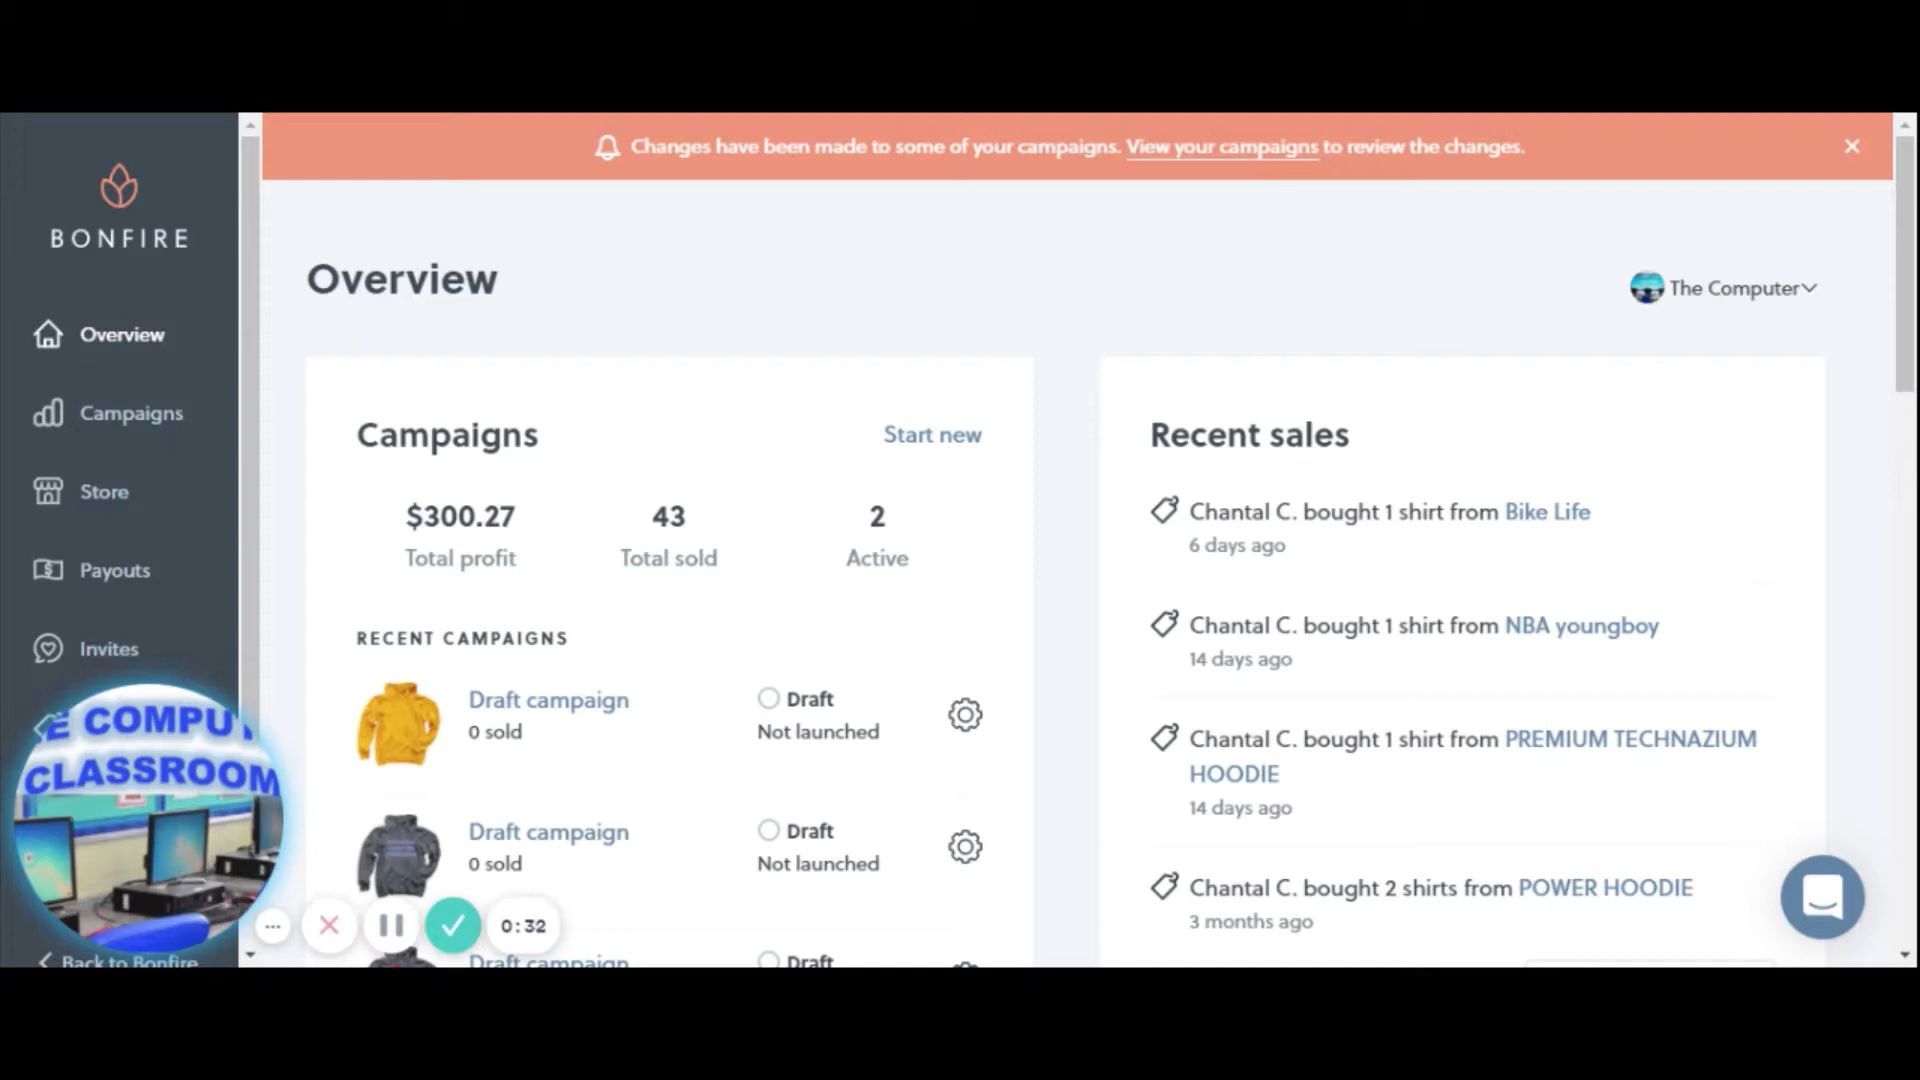 Changes have been made to some of your campaigns. View your campaigns to review the changes.
BONFIRE
Overview
Campaigns
Store
Payouts
Invites
Back to Bonfire
E COMPUT
CLASSROOM
0:32
Overview
The Computer
Campaigns
Start new
$300.27
43
2
Total profit
Total sold
Active
RECENT CAMPAIGNS
Draft campaign
Draft
0 sold
Not launched
Draft campaign
Draft
0 sold
Not launched
Draft campaign
Draft
Recent sales
Chantal C. bought 1 shirt from Bike Life
6 days ago
Chantal C. bought 1 shirt from NBA youngboy
14 days ago
Chantal C. bought 1 shirt from PREMIUM TECHNAZIUM
HOODIE
14 days ago
Chantal C. bought 2 shirts from POWER HOODIE
3 months ago